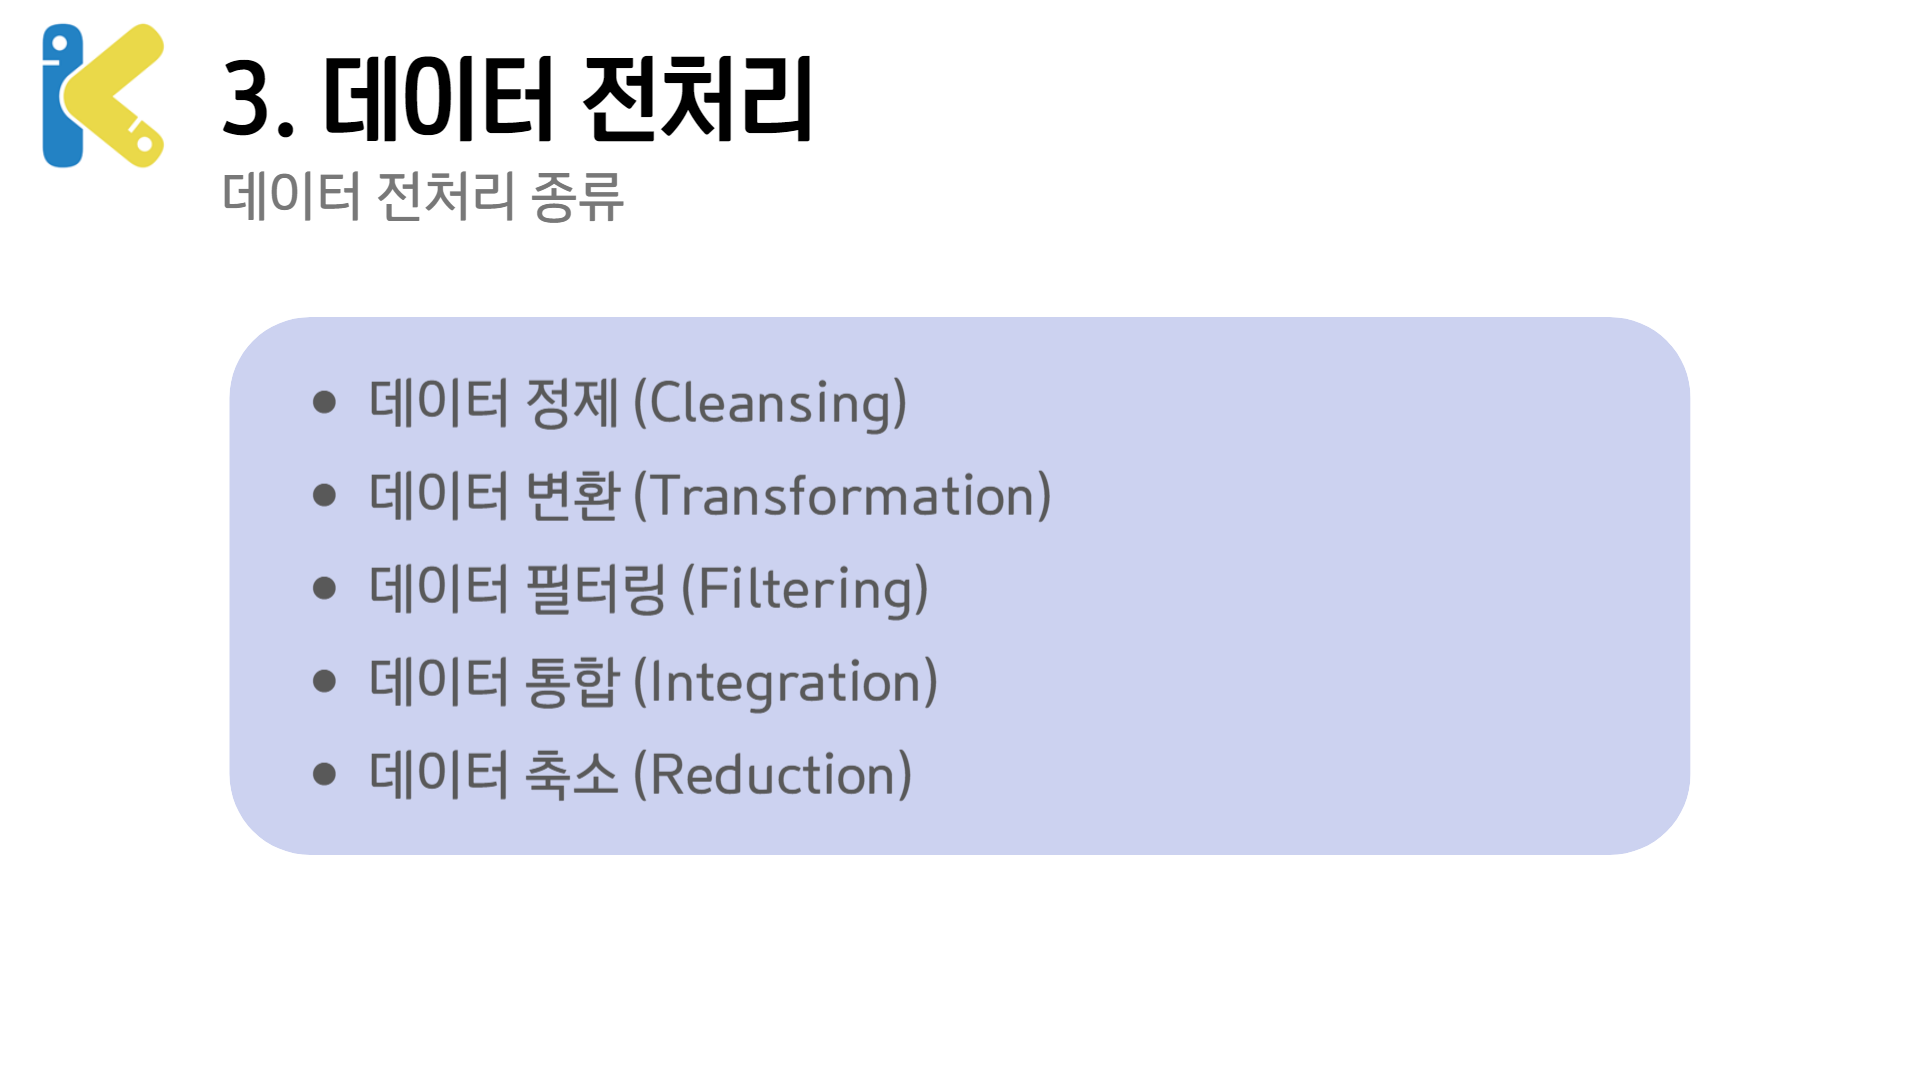 3. 데이터 전처리
데이터 전처리 종류
● 데이터 정제 (Cleansing)
● 데이터 변환 (Transformation)
● 데이터 필터링 (Filtering)
● 데이터 통합 (Integration)
● 데이터 축소 (Reduction)